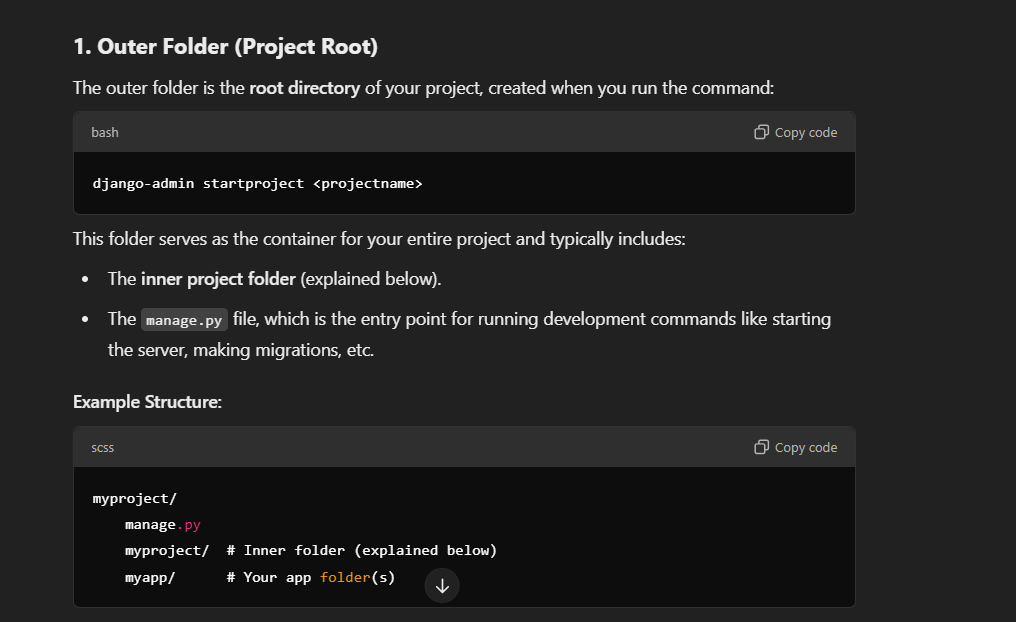 1. Outer Folder (Project Root)
The outer folder is the root directory of your project, created when you run the command:
bash
Copy code
django-admin startproject <projectname>
This folder serves as the container for your entire project and typically includes:
• The inner project folder (explained below).
• The manage.py file, which is the entry point for running development commands like starting
the server, making migrations, etc.
Example Structure:
scss
Copy code
myproject/
    manage.py
    myproject/  # Inner folder (explained below)
    myapp/      # Your app folder(s)